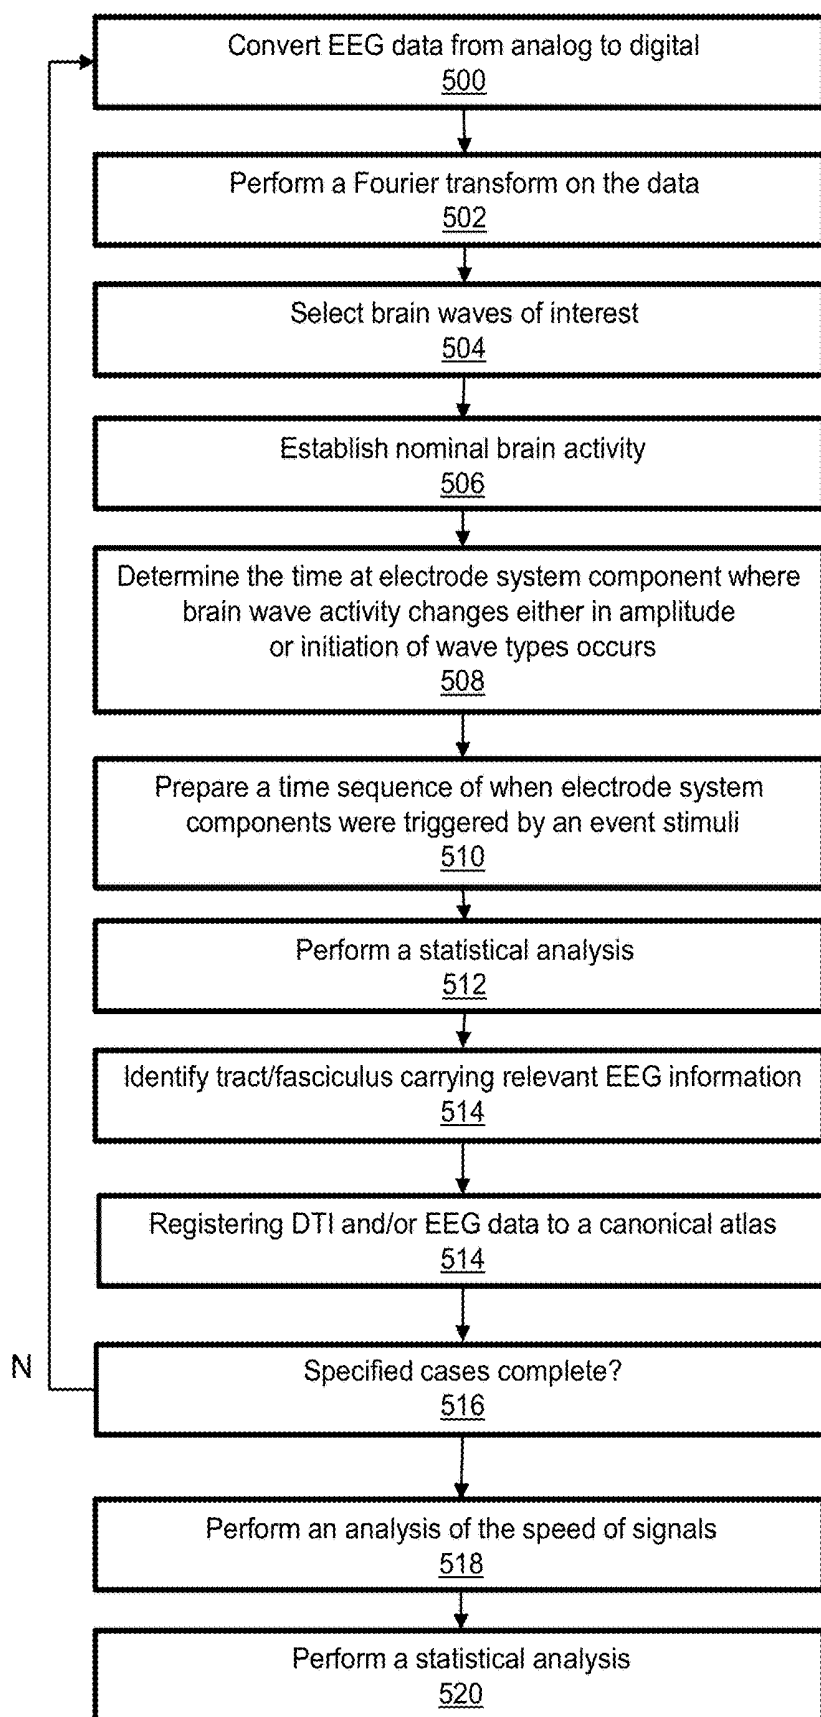 Convert EEG data from analog to digital
500
Perform a Fourier transform on the data
502
Select brain waves of interest
504
Establish nominal brain activity
506
Determine the time at electrode system component where
brain wave activity changes either in amplitude
or initiation of wave types occurs
508
Prepare a time sequence of when electrode system
components were triggered by an event stimuli
510
Perform a statistical analysis
512
Identify tract/fasciculus carrying relevant EEG information
514
Registering DTI and/or EEG data to a canonical atlas
514
N
Specified cases complete?
516
Perform an analysis of the speed of signals
518
Perform a statistical analysis
520